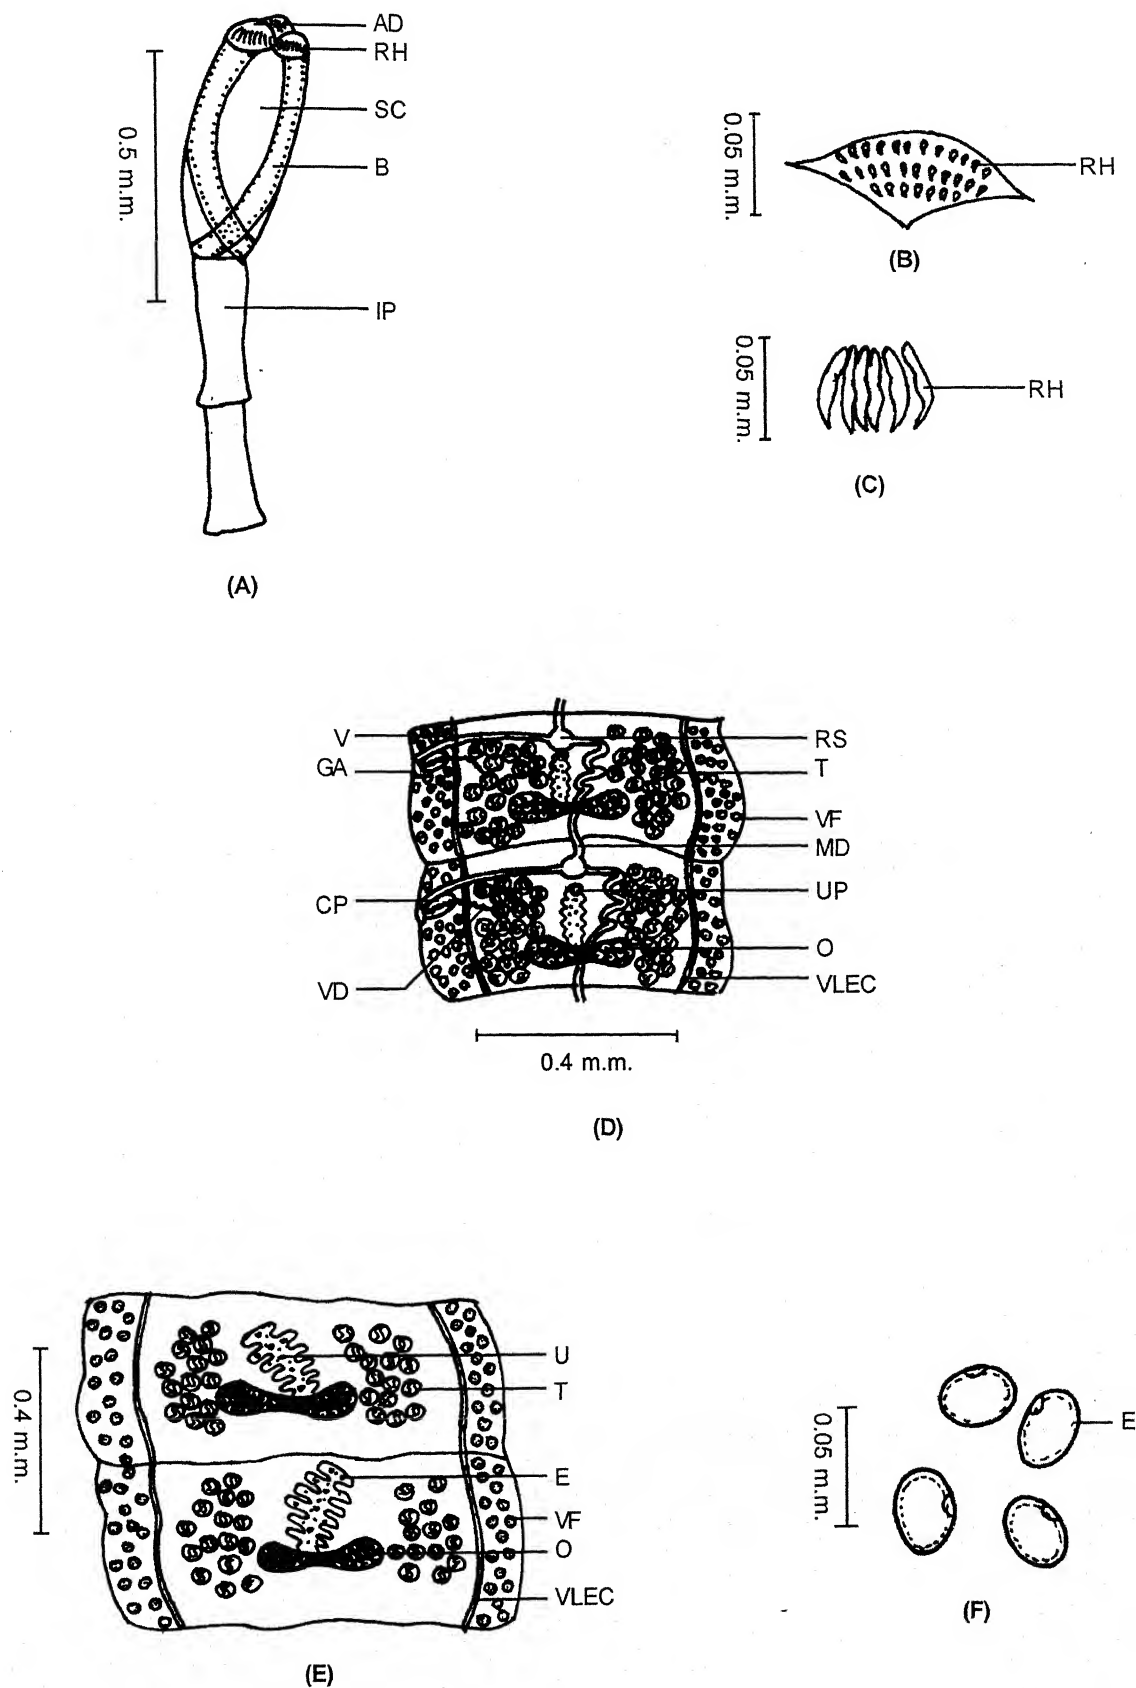 AD
RH
SC
B
IP
0.5 m.m.
(A)
0.05 m.m.
RH
(B)
0.05 m.m.
RH
(C)
V
GA
CP
VD
RS
T
VF
MD
UP
O
VLEC
0.4 m.m.
(D)
0.4 m.m.
U
T
E
VF
O
VLEC
(E)
0.05 m.m.
E
(F)